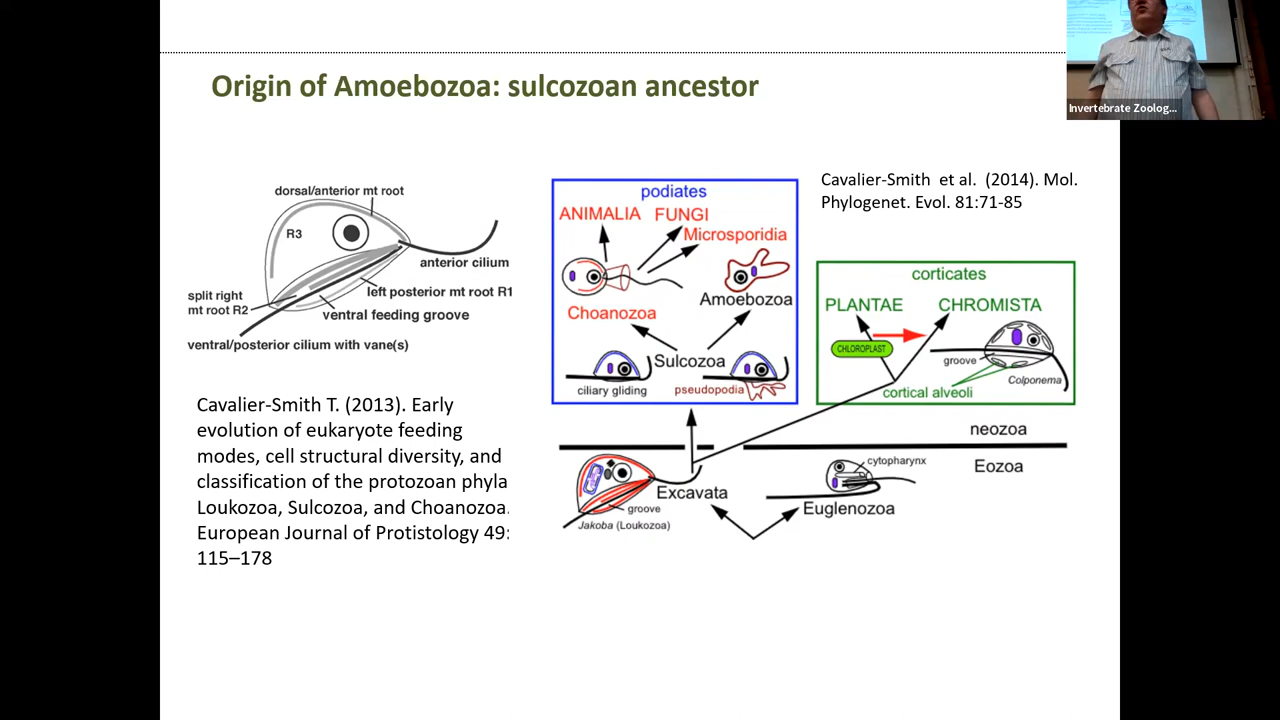 Origin of Amoebozoa: sulcozoan ancestor
Invertebrate Zoolog...
dorsal/anterior mt root
R3
anterior cilium
left posterior mt root R1
split right
mt root R2
ventral feeding groove
ventral/posterior cilium with vane(s)
Cavalier-Smith T. (2013). Early
evolution of eukaryote feeding
modes, cell structural diversity, and
classification of the protozoan phyla
Loukozoa, Sulcozoa, and Choanozoa.
European Journal of Protistology 49:
115–178
podiates
ANIMALIA FUNGI
Microsporidia
Amoebozoa
Choanozoa
Sulcozoa
ciliary gliding
pseudopodia
Cavalier-Smith et al. (2014). Mol.
Phylogenet. Evol. 81:71-85
corticates
PLANTAE CHROMISTA
CHLOROPLAST
groove
Colponema
cortical alveoli
neozoa
Eozoa
cytopharynx
Excavata
groove
Jakoba (Loukozoa)
Euglenozoa